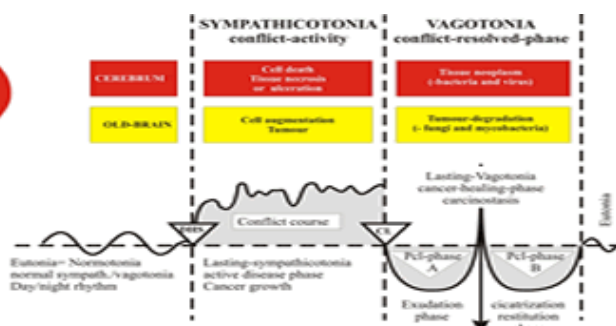 SYMPATHICOTONIA
conflict-activity
VAGOTONIA
conflict-resolved-phase
CEREBRUM
Cell death
Tissue necrosis
or ulceration
Tissue neoplasm
(-bacteria and virus)
OLD-BRAIN
Cell augmentation
Tumour
Tumour-degradation
(- fungi and mycobacteria)
Lasting-Vagotonia
cancer-healing-phase
carcinostasis
Eutonia
Conflict course
DHS
CL
Eutonia= Normotonia
normal sympath./vagotonia
Day/night rhythm
Lasting-sympathicotonia
active disease phase
Cancer growth
Pcl-phase
A
Pcl-phase
B
Exudation
phase
cicatrization
restitution